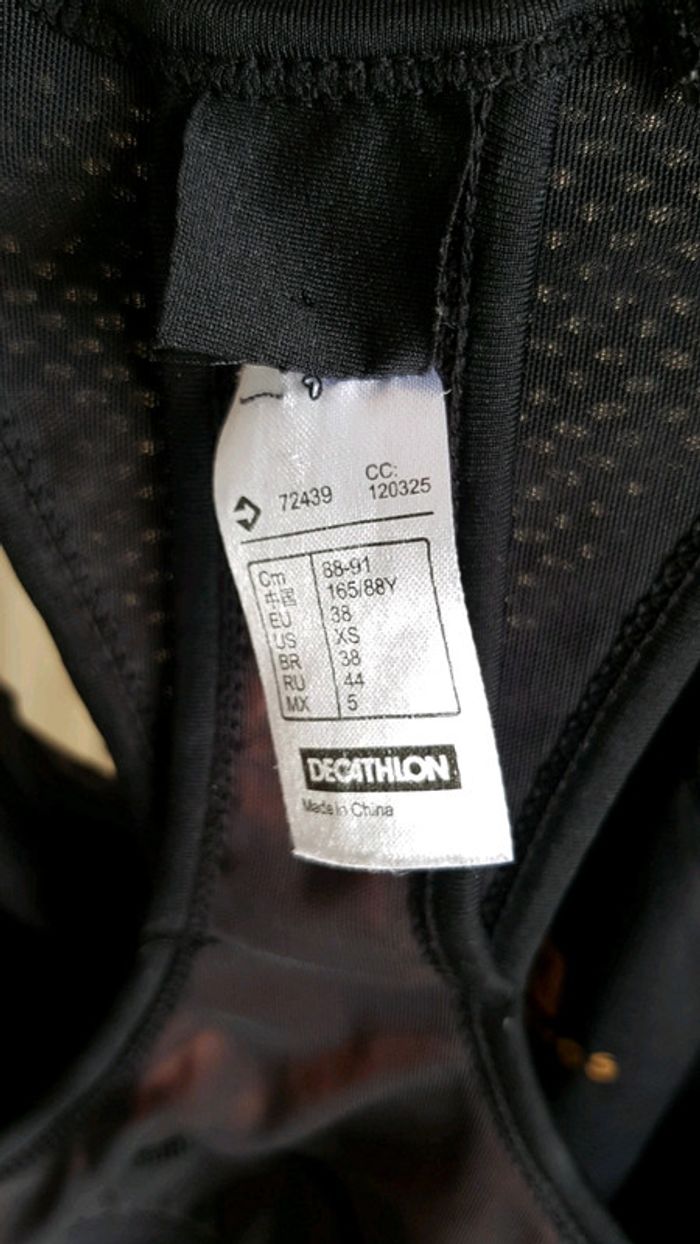 72439
CC:
120325
Cm 88-91
中国 165/88Y
EU 38
US XS
BR 38
RU 44
MX 5
DECATHLON
Made in China